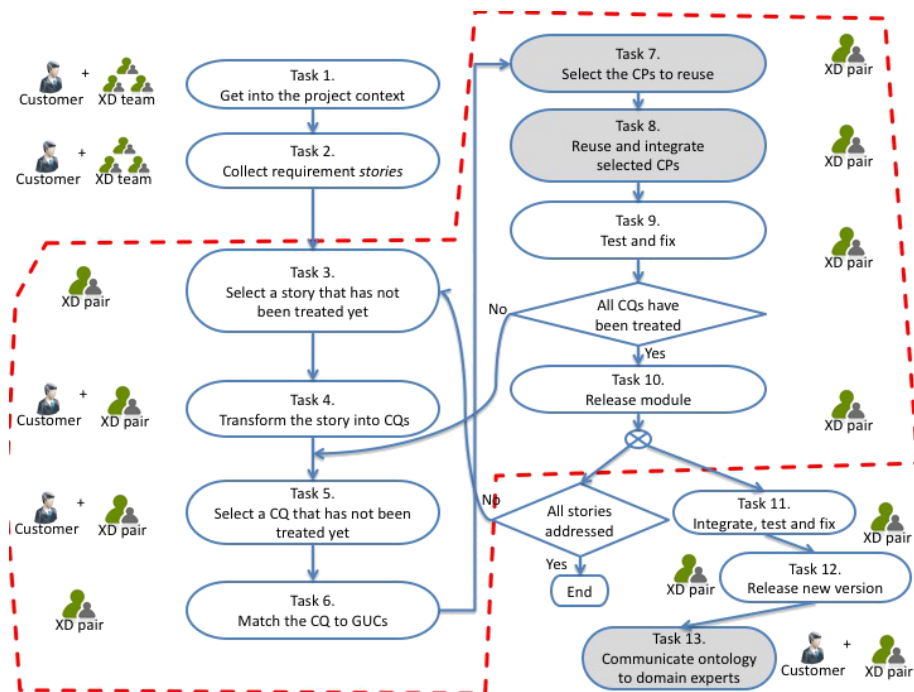 Customer
+
XD team
Task 1.
Get into the project context
Customer
+
XD team
Task 2.
Collect requirement stories
XD pair
Task 3.
Select a story that has not
been treated yet
Customer
+
XD pair
Task 4.
Transform the story into CQs
Customer
+
XD pair
Task 5.
Select a CQ that has not been
treated yet
XD pair
Task 6.
Match the CQ to GUCs
Task 7.
Select the CPs to reuse
XD pair
Task 8.
Reuse and integrate
selected CPs
XD pair
Task 9.
Test and fix
XD pair
No
All CQs have
been treated
Yes
Task 10.
Release module
XD pair
No
All stories
addressed
Yes
End
Task 11.
Integrate, test and fix
XD pair
Task 12.
Release new version
XD pair
Task 13.
Communicate ontology
to domain experts
Customer
+
XD pair